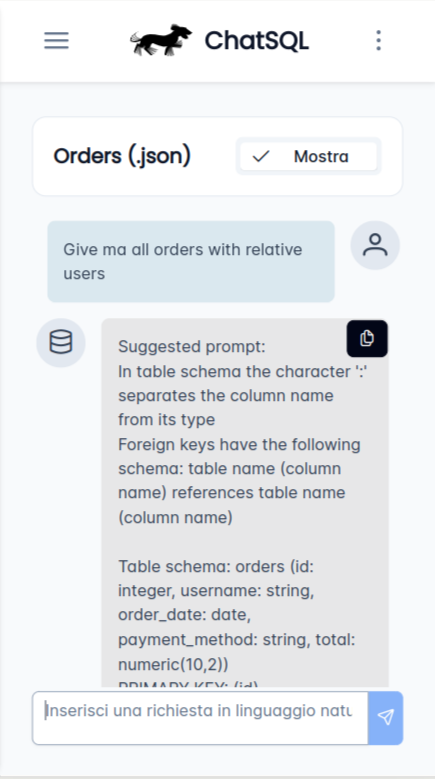 ChatSQL
Orders (.json)
Mostra
Give ma all orders with relative
users
Suggested prompt:
In table schema the character ':'
separates the column name
from its type
Foreign keys have the following
schema: table name (column
name) references table name
(column name)
Table schema: orders (id:
integer, username: string,
order_date: date,
payment_method: string, total:
numeric(10,2))
PRIMARY KEY: (id)
Inserisci una richiesta in linguaggio natu